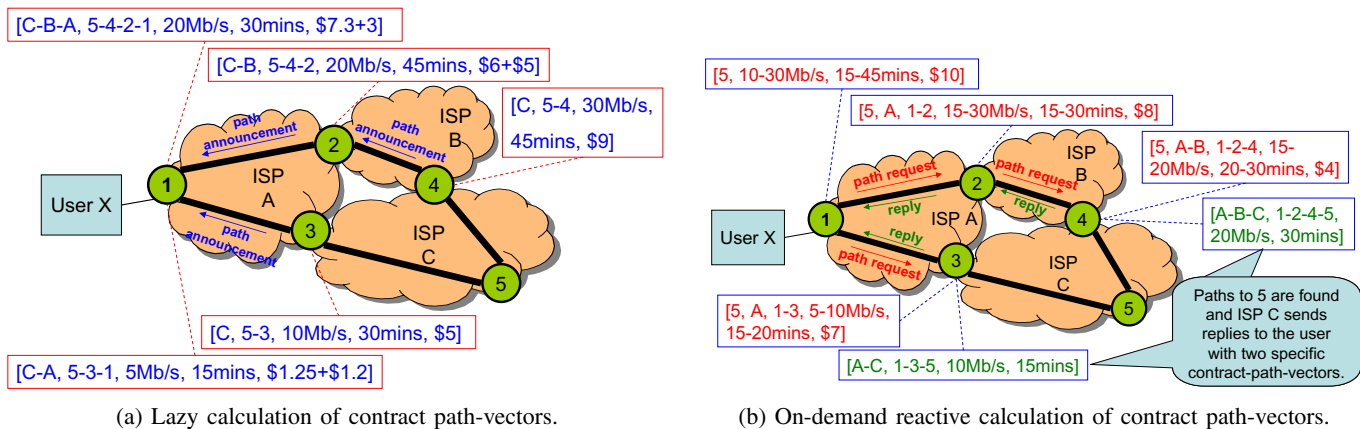 [C-B-A, 5-4-2-1, 20Mb/s, 30mins, $7.3+3]
[C-B, 5-4-2, 20Mb/s, 45mins, $6+$5]
[C, 5-4, 30Mb/s,
45mins, $9]
path
announcement
path
announcement
ISP
B
2
1
ISP
A
4
User X
path
announcement
3
ISP
C
5
[C, 5-3, 10Mb/s, 30mins, $5]
[C-A, 5-3-1, 5Mb/s, 15mins, $1.25+$1.2]
(a) Lazy calculation of contract path-vectors.
[5, 10-30Mb/s, 15-45mins, $10]
[5, A, 1-2, 15-30Mb/s, 15-30mins, $8]
[5, A-B, 1-2-4, 15-
20Mb/s, 20-30mins, $4]
path request
path request
ISP
B
2
reply
reply
1
ISP A
4
[A-B-C, 1-2-4-5,
20Mb/s, 30mins]
User X
reply
path request
3
ISP
C
5
[5, A, 1-3, 5-10Mb/s,
15-20mins, $7]
[A-C, 1-3-5, 10Mb/s, 15mins]
Paths to 5 are found
and ISP C sends
replies to the user
with two specific
contract-path-vectors.
(b) On-demand reactive calculation of contract path-vectors.